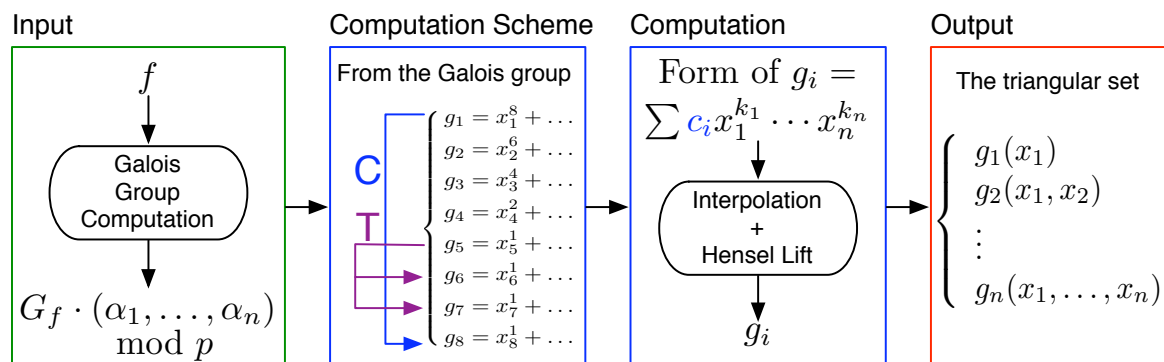 Input
f
Galois
Group
Computation
G_f · (α_1, . . . , α_n)
mod p
Computation Scheme
From the Galois group
C
T
g_1 = x_1^8 + . . .
g_2 = x_2^6 + . . .
g_3 = x_3^4 + . . .
g_4 = x_4^2 + . . .
g_5 = x_5^1 + . . .
g_6 = x_6^1 + . . .
g_7 = x_7^1 + . . .
g_8 = x_8^1 + . . .
Computation
Form of g_i =
∑ c_i x_1^{k_1} · · · x_n^{k_n}
Interpolation
+
Hensel Lift
g_i
Output
The triangular set
g_1(x_1)
g_2(x_1, x_2)
⋮
g_n(x_1, . . . , x_n)